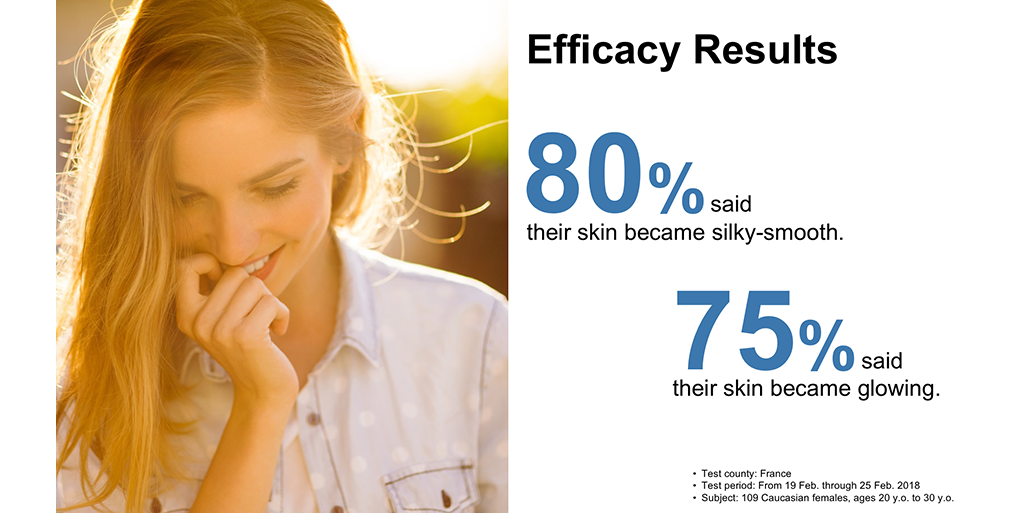 Efficacy Results
80% said
their skin became silky-smooth.
75% said
their skin became glowing.
• Test county: France
• Test period: From 19 Feb. through 25 Feb. 2018
• Subject: 109 Caucasian females, ages 20 y.o. to 30 y.o.